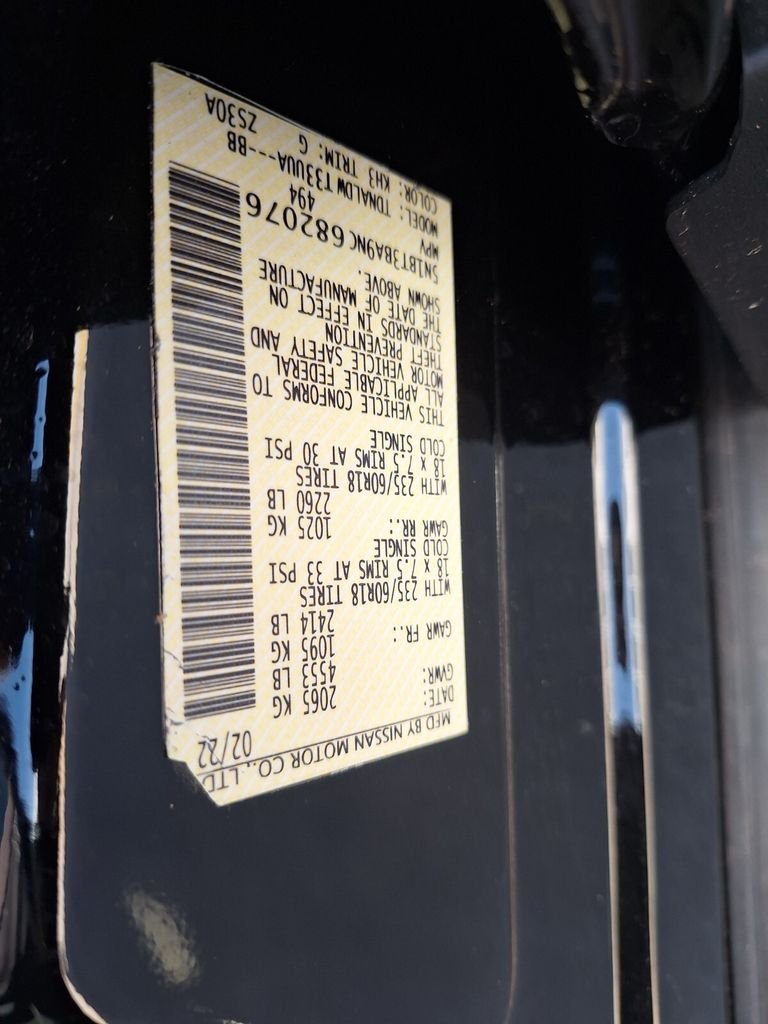 MFD BY NISSAN MOTOR CO., LTD.
DATE: 02/22
GVWR: 2065 KG
4553 LB
GAWR FR.: 1095 KG
2414 LB
WITH 235/60R18 TIRES
18 x 7.5 RIMS AT 33 PSI
COLD SINGLE
GAWR RR.: 1025 KG
2260 LB
WITH 235/60R18 TIRES
18 x 7.5 RIMS AT 30 PSI
COLD SINGLE
THIS VEHICLE CONFORMS TO
ALL APPLICABLE FEDERAL
MOTOR VEHICLE SAFETY AND
THEFT PREVENTION
STANDARDS IN EFFECT ON
THE DATE OF MANUFACTURE
SHOWN ABOVE.
5N1BT3BA9NC682076
MPV 494
MODEL: TDNALDWT33UUA---BB
COLOR: KH3 TRIM: G ZS30A